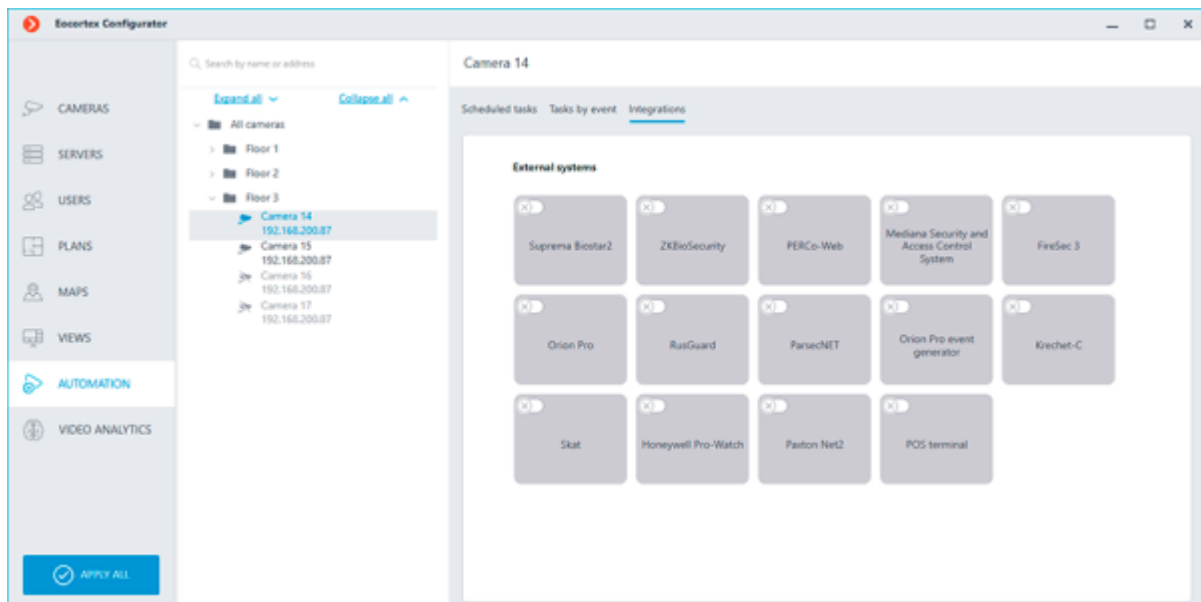 Eocortex Configurator
Search by name or address
Camera 14
Expand all
Collapse all
Scheduled tasks Tasks by event Integrations
CAMERAS
SERVERS
USERS
PLANS
MAPS
VIEWS
AUTOMATION
VIDEO ANALYTICS
APPLY ALL
All cameras
Floor 1
Floor 2
Floor 3
Camera 14
192.168.200.87
Camera 15
192.168.200.87
Camera 16
192.168.200.87
Camera 17
192.168.200.87
External systems
Suprema Biostar2
ZKBioSecurity
PERCo-Web
Mediana Security and
Access Control
System
FireSec 3
Orion Pro
RusGuard
ParsecNET
Orion Pro event
generator
Krechet-C
Skat
Honeywell Pro-Watch
Paxton Net2
POS terminal